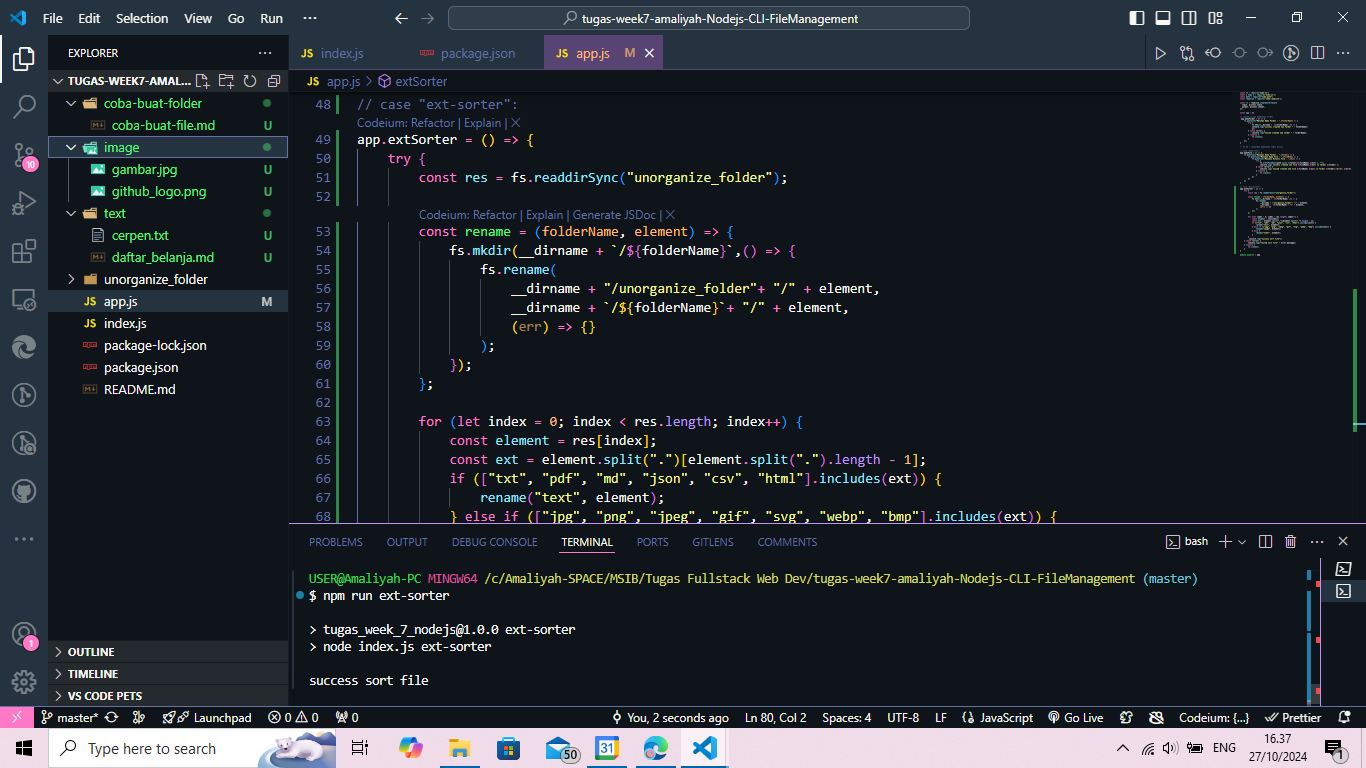 File Edit Selection View Go Run ···
tugas-week7-amaliyah-Nodejs-CLI-FileManagement
EXPLORER
TUGAS-WEEK7-AMAL...
coba-buat-folder
coba-buat-file.md U
image
gambar.jpg U
github_logo.png U
text
cerpen.txt U
daftar_belanja.md U
unorganize_folder
JS app.js M
JS index.js
package-lock.json
package.json
README.md
OUTLINE
TIMELINE
VS CODE PETS
10
1
JS index.js package.json JS app.js M
JS app.js > extSorter
48 // case "ext-sorter":
Codeium: Refactor | Explain | X
49 app.extSorter = () => {
50 try {
51 const res = fs.readdirSync("unorganize_folder");
52
Codeium: Refactor | Explain | Generate JSDoc | X
53 const rename = (folderName, element) => {
54 fs.mkdir(__dirname + `/${folderName}`,() => {
55 fs.rename(
56 __dirname + "/unorganize_folder"+ "/" + element,
57 __dirname + `/${folderName}`+ "/" + element,
58 (err) => {}
59 );
60 });
61 };
62
63 for (let index = 0; index < res.length; index++) {
64 const element = res[index];
65 const ext = element.split(".")[element.split(".").length - 1];
66 if (["txt", "pdf", "md", "json", "csv", "html"].includes(ext)) {
67 rename("text", element);
68 } else if (["jpg", "png", "jpeg", "gif", "svg", "webp", "bmp"].includes(ext)) {
PROBLEMS OUTPUT DEBUG CONSOLE TERMINAL PORTS GITLENS COMMENTS
bash
USER@Amaliyah-PC MINGW64 /c/Amaliyah-SPACE/MSIB/Tugas Fullstack Web Dev/tugas-week7-amaliyah-Nodejs-CLI-FileManagement (master)
$ npm run ext-sorter
> tugas_week_7_nodejs@1.0.0 ext-sorter
> node index.js ext-sorter
success sort file
master* Launchpad 0 0 0 You, 2 seconds ago Ln 80, Col 2 Spaces: 4 UTF-8 LF {} JavaScript Go Live Codeium: {...} Prettier
Type here to search
50
31
ENG
16.37
27/10/2024
1